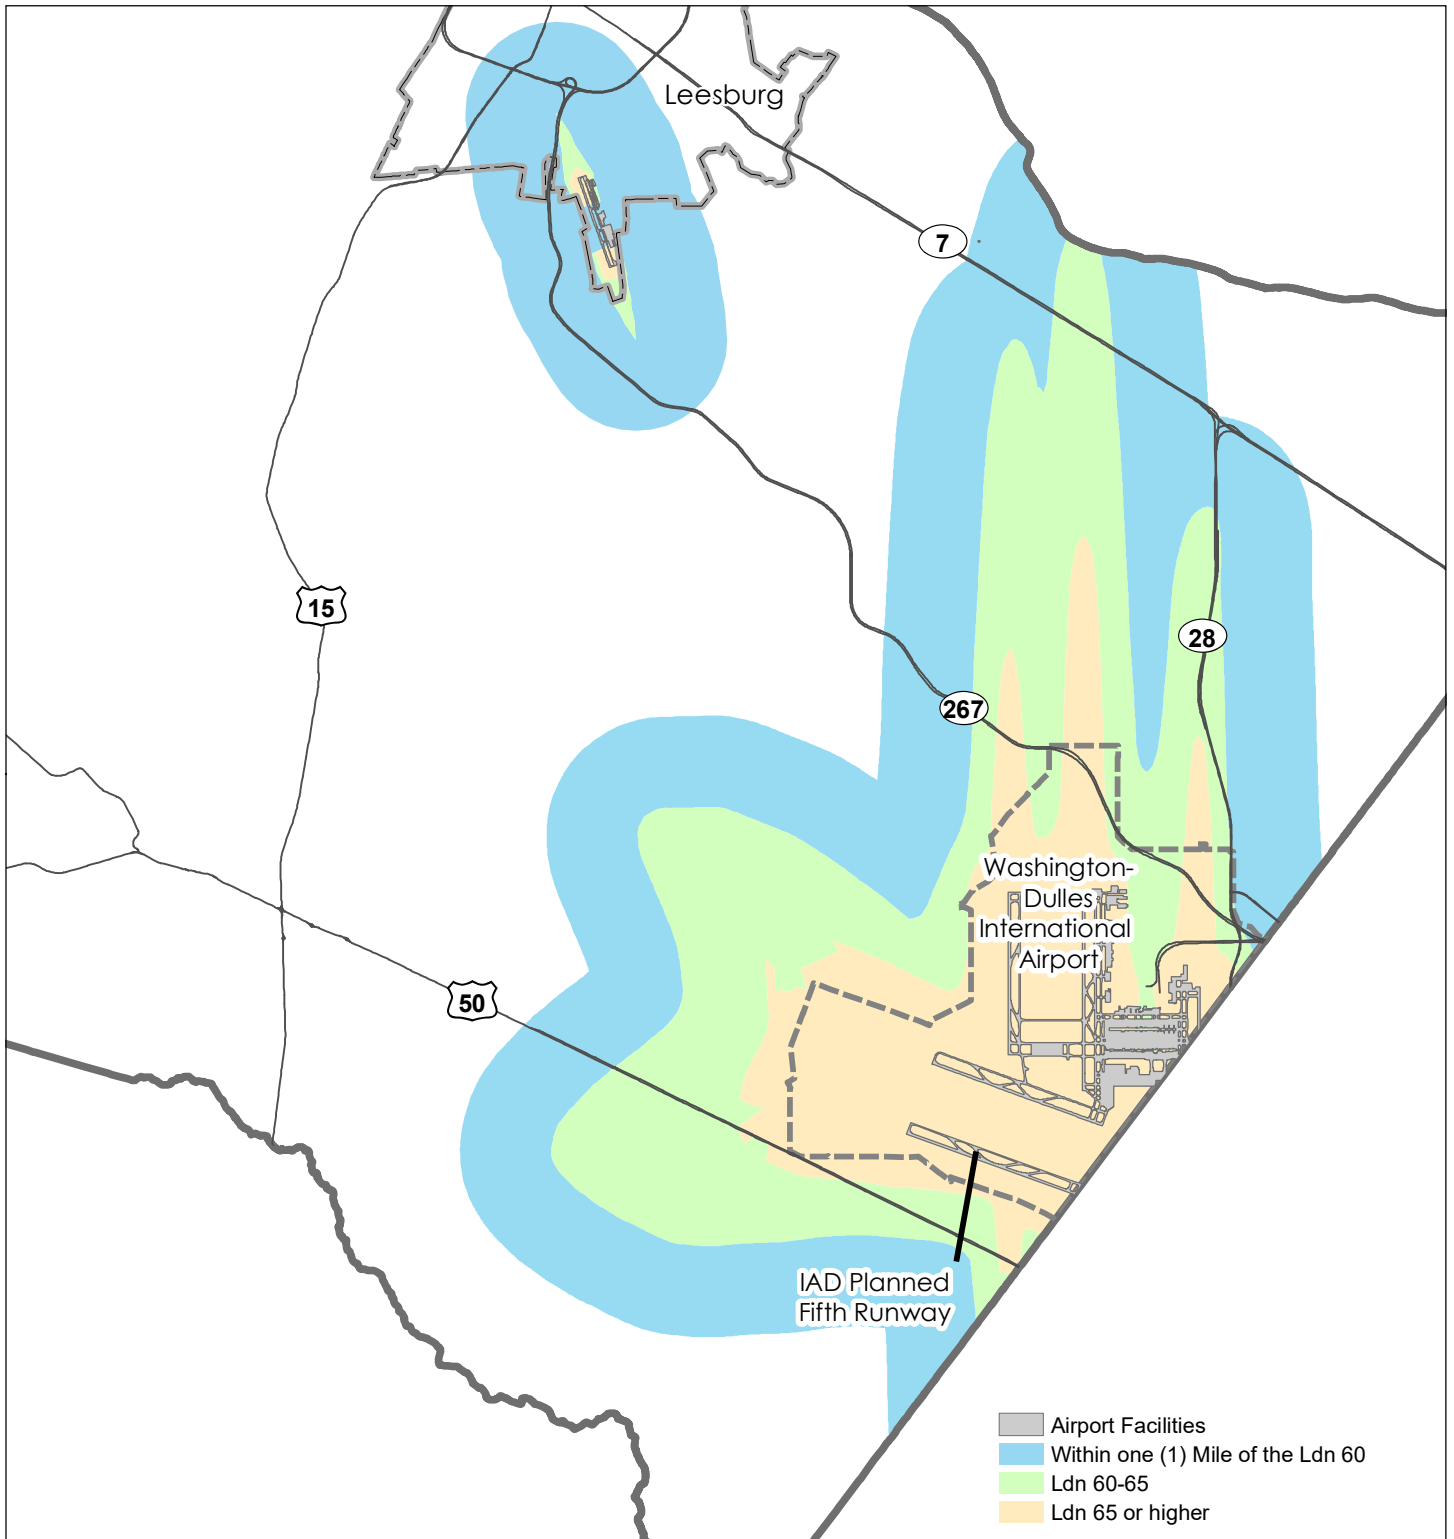 Leesburg
7
7
15
28
267
Washington-
Dulles
International
Airport
50
IAD Planned
Fifth Runway
Airport Facilities
Within one (1) Mile of the Ldn 60
Ldn 60-65
Ldn 65 or higher